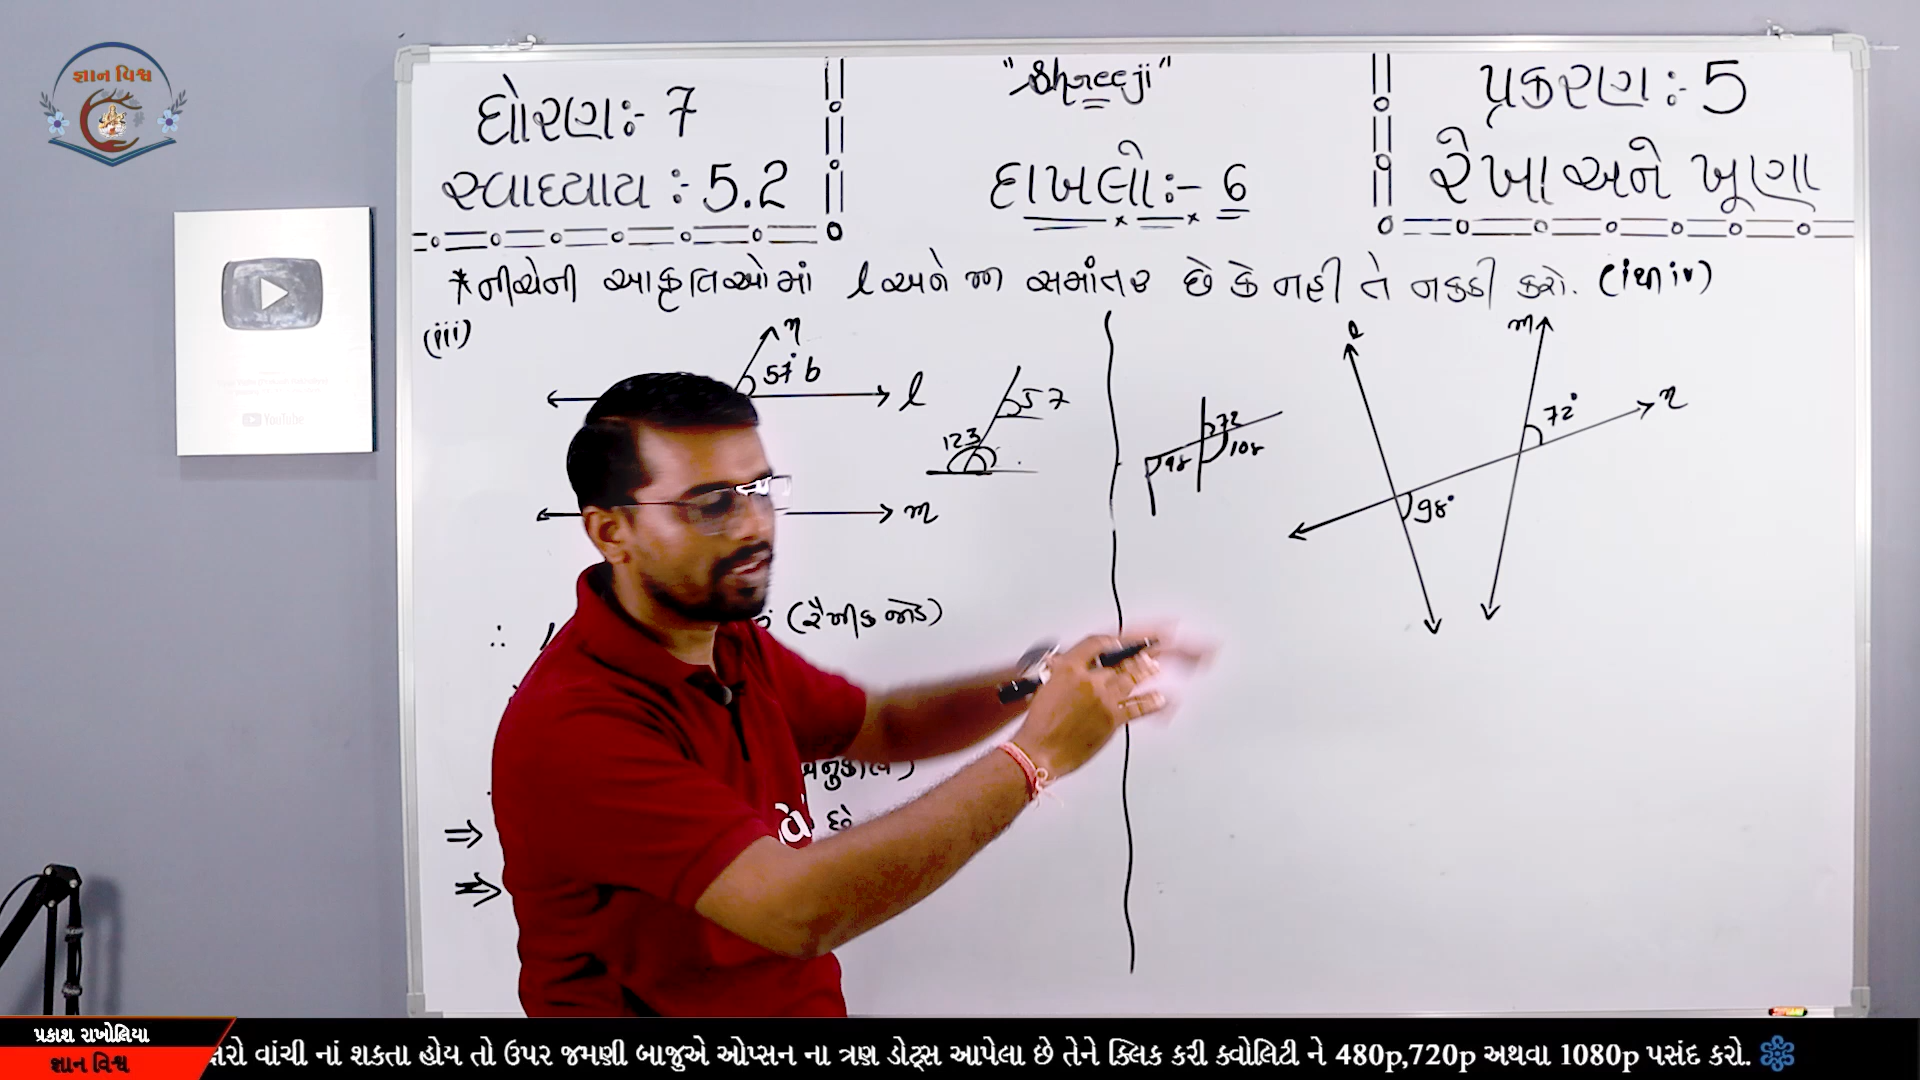 જ્ઞાન વિશ્વ
ધોરણ:- 7
સ્વાધ્યાય :- 5.2
"Shreeji"
દાખલો:- 6
પ્રકરણ:- 5
રેખા અને ખૂણા
YouTube
*નીચેની આકૃતિઓમાં l અને m સમાંતર છે કે નહી તે નક્કી કરો.
(iii)
n
57° b
l
m
123
57
72
98
108
l
m
72°
n
98°
∴
(રૈખીક જોડ)
⇒
છે
⇒
પ્રકાશ રાખોલિયા
જ્ઞાન વિશ્વ
વાંચી નાં શકતા હોય તો ઉપર જમણી બાજુએ ઓપ્સન ના ત્રણ ડોટ્સ આપેલા છે તેને ક્લિક કરી ક્વોલિટી ને 480p,720p અથવા 1080p પસંદ કરો.